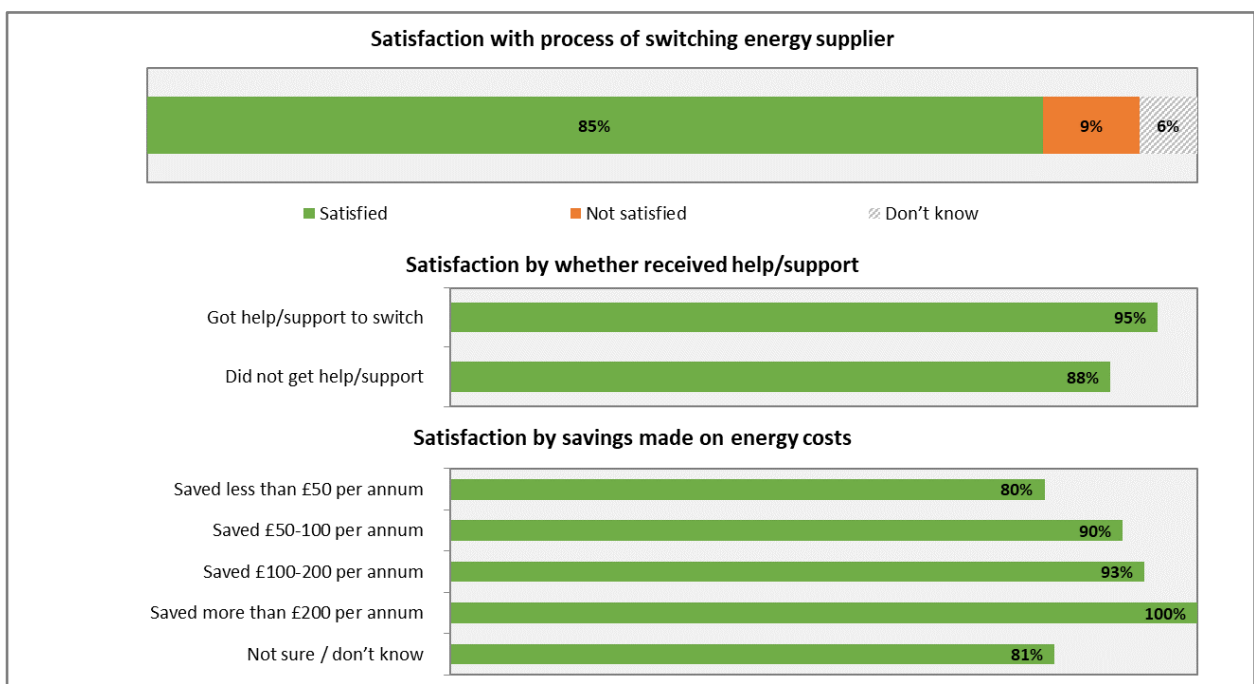 Satisfaction with process of switching energy supplier
85% 9% 6%
Satisfied Not satisfied Don’t know
Satisfaction by whether received help/support
Got help/support to switch 95%
Did not get help/support 88%
Satisfaction by savings made on energy costs
Saved less than £50 per annum 80%
Saved £50-100 per annum 90%
Saved £100-200 per annum 93%
Saved more than £200 per annum 100%
Not sure / don’t know 81%